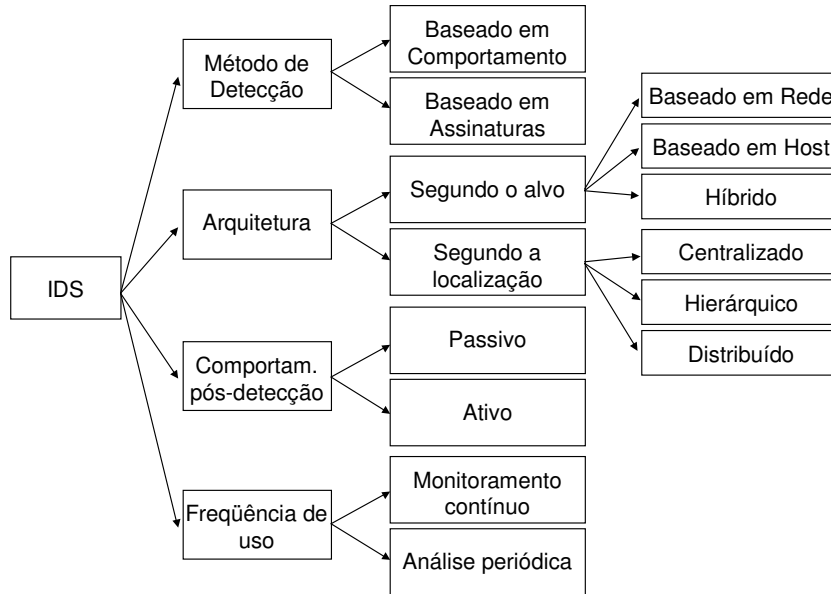 IDS
Método de
Detecção
Baseado em
Comportamento
Baseado em
Assinaturas
Arquitetura
Segundo o alvo
Baseado em Rede
Baseado em Host
Híbrido
Segundo a
localização
Centralizado
Hierárquico
Distribuído
Comportam.
pós-detecção
Passivo
Ativo
Freqüência de
uso
Monitoramento
contínuo
Análise periódica